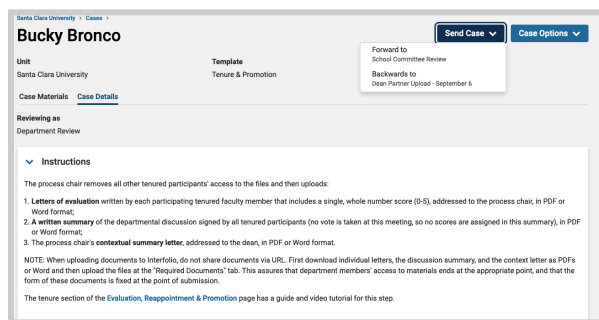 Santa Clara University > Cases >
Bucky Bronco
Send Case
Case Options
Forward to
School Committee Review
Backwards to
Dean Partner Upload - September 6
Unit
Santa Clara University
Template
Tenure & Promotion
Case Materials Case Details
Reviewing as
Department Review
Instructions
The process chair removes all other tenured participants' access to the files and then uploads:
1. Letters of evaluation written by each participating tenured faculty member that includes a single, whole number score (0-5), addressed to the process chair, in PDF or
Word format;
2. A written summary of the departmental discussion signed by all tenured participants (no vote is taken at this meeting, so no scores are assigned in this summary), in PDF
or Word format;
3. The process chair's contextual summary letter, addressed to the dean, in PDF or Word format.
NOTE: When uploading documents to Interfolio, do not share documents via URL. First download individual letters, the discussion summary, and the context letter as PDFs
or Word and then upload the files at the "Required Documents" tab. This assures that department members' access to materials ends at the appropriate point, and that the
form of these documents is fixed at the point of submission.
The tenure section of the Evaluation, Reappointment & Promotion page has a guide and video tutorial for this step.